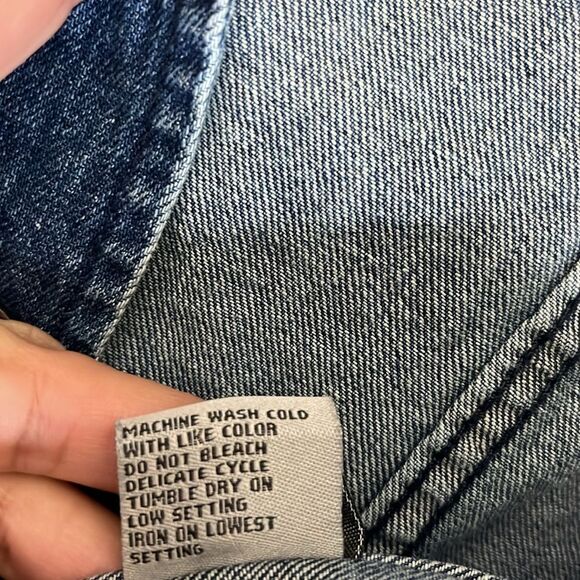 MACHINE WASH COLD
WITH LIKE COLOR
DO NOT BLEACH
DELICATE CYCLE
TUMBLE DRY ON
LOW SETTING
IRON ON LOWEST
SETTING